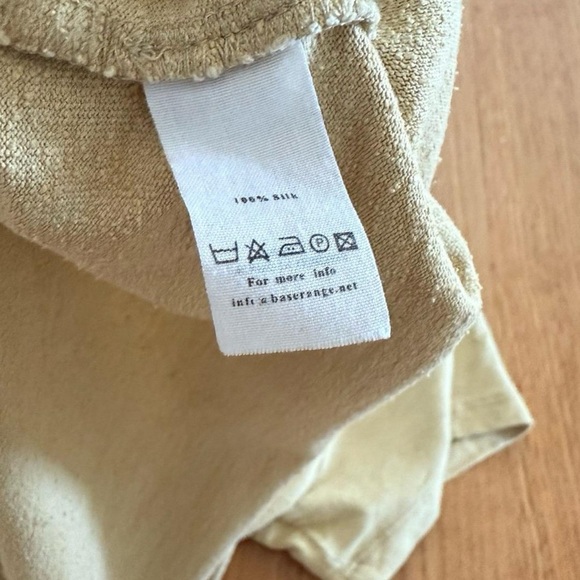 100% Silk
P
For more info
info@baserange.net